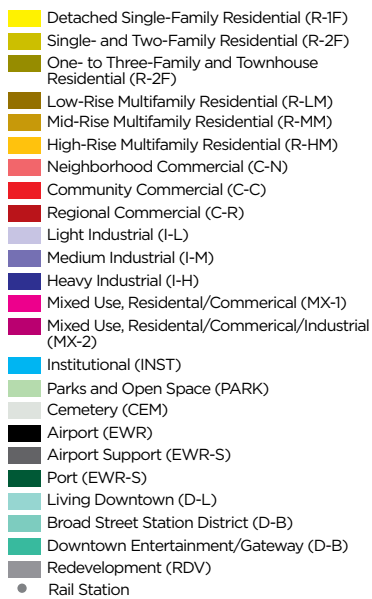 Detached Single-Family Residential (R-1F)
Single- and Two-Family Residential (R-2F)
One- to Three-Family and Townhouse
Residential (R-2F)
Low-Rise Multifamily Residential (R-LM)
Mid-Rise Multifamily Residential (R-MM)
High-Rise Multifamily Residential (R-HM)
Neighborhood Commercial (C-N)
Community Commercial (C-C)
Regional Commercial (C-R)
Light Industrial (I-L)
Medium Industrial (I-M)
Heavy Industrial (I-H)
Mixed Use, Residental/Commerical (MX-1)
Mixed Use, Residental/Commerical/Industrial
(MX-2)
Institutional (INST)
Parks and Open Space (PARK)
Cemetery (CEM)
Airport (EWR)
Airport Support (EWR-S)
Port (EWR-S)
Living Downtown (D-L)
Broad Street Station District (D-B)
Downtown Entertainment/Gateway (D-B)
Redevelopment (RDV)
Rail Station